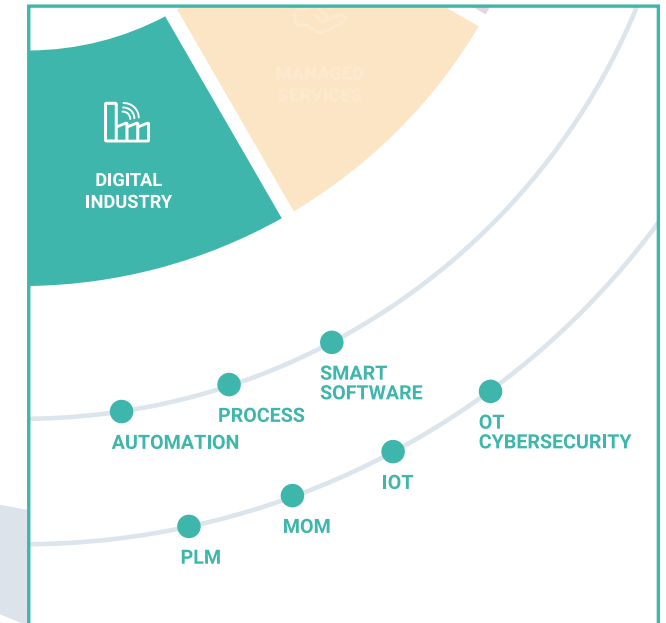 MANAGED
SERVICES
DIGITAL
INDUSTRY
SMART
SOFTWARE
PROCESS
AUTOMATION
OT
CYBERSECURITY
IOT
MOM
PLM